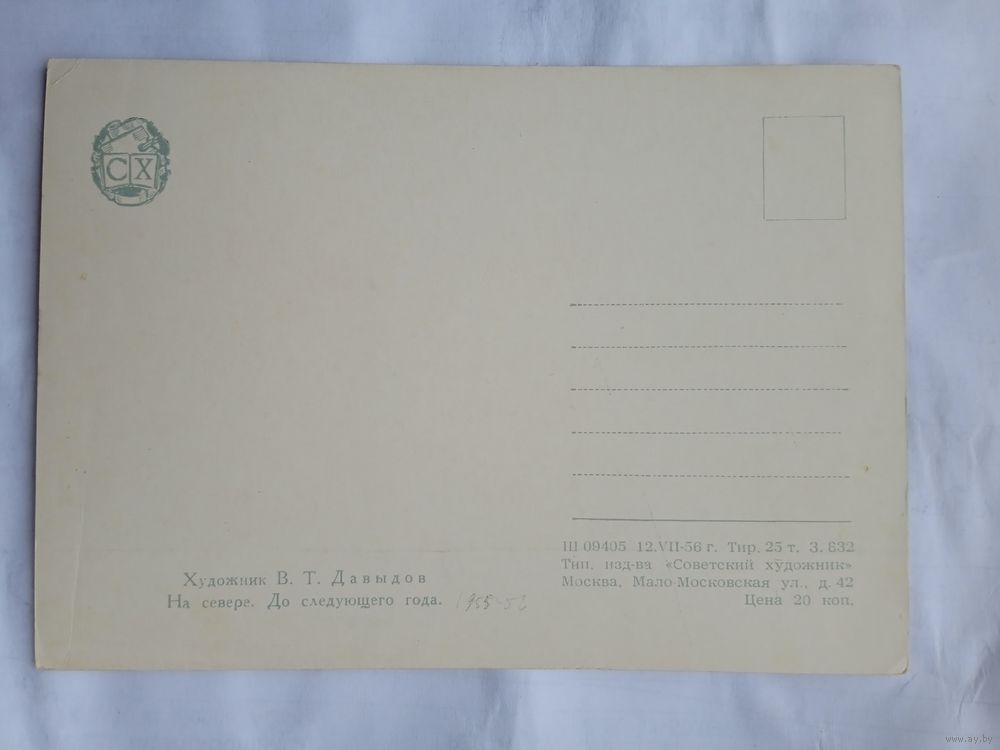 СХ
Художник В. Т. Давыдов
На севере. До следующего года.
Ш 09405 12.VII-56 г. Тир. 25 т. З. 832
Тип. изд-ва «Советский художник»
Москва, Мало-Московская ул., д. 42
Цена 20 коп.
www.ay.by